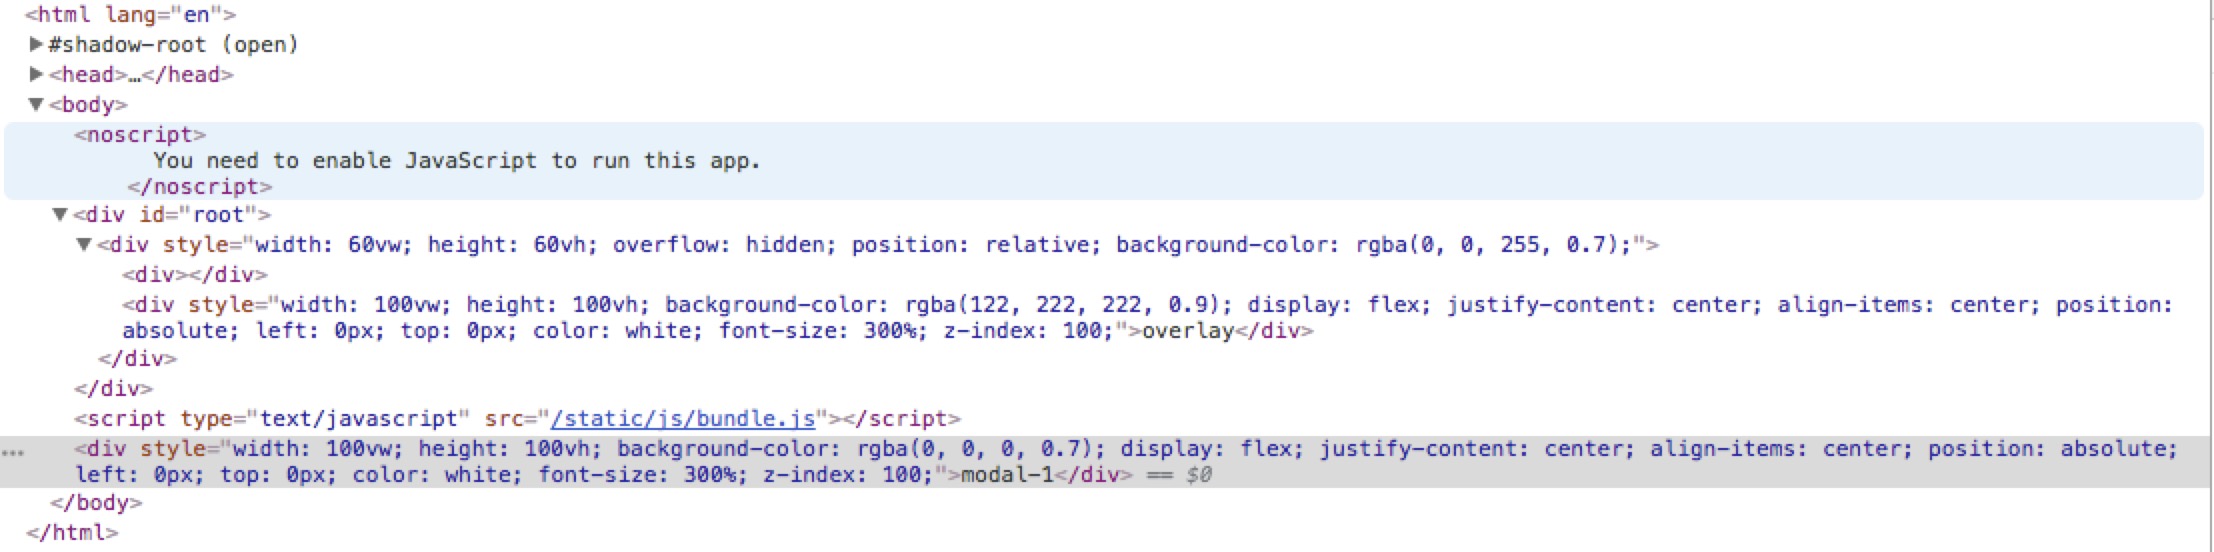 <html lang="en">
▶#shadow-root (open)
▶<head>…</head>
▼<body>
<noscript>
You need to enable JavaScript to run this app.
</noscript>
▼<div id="root">
▼<div style="width: 60vw; height: 60vh; overflow: hidden; position: relative; background-color: rgba(0, 0, 255, 0.7);">
<div></div>
<div style="width: 100vw; height: 100vh; background-color: rgba(122, 222, 222, 0.9); display: flex; justify-content: center; align-items: center; position:
absolute; left: 0px; top: 0px; color: white; font-size: 300%; z-index: 100;">overlay</div>
</div>
</div>
<script type="text/javascript" src="/static/js/bundle.js"></script>
… <div style="width: 100vw; height: 100vh; background-color: rgba(0, 0, 0, 0.7); display: flex; justify-content: center; align-items: center; position: absolute;
left: 0px; top: 0px; color: white; font-size: 300%; z-index: 100;">modal-1</div> == $0
</body>
</html>